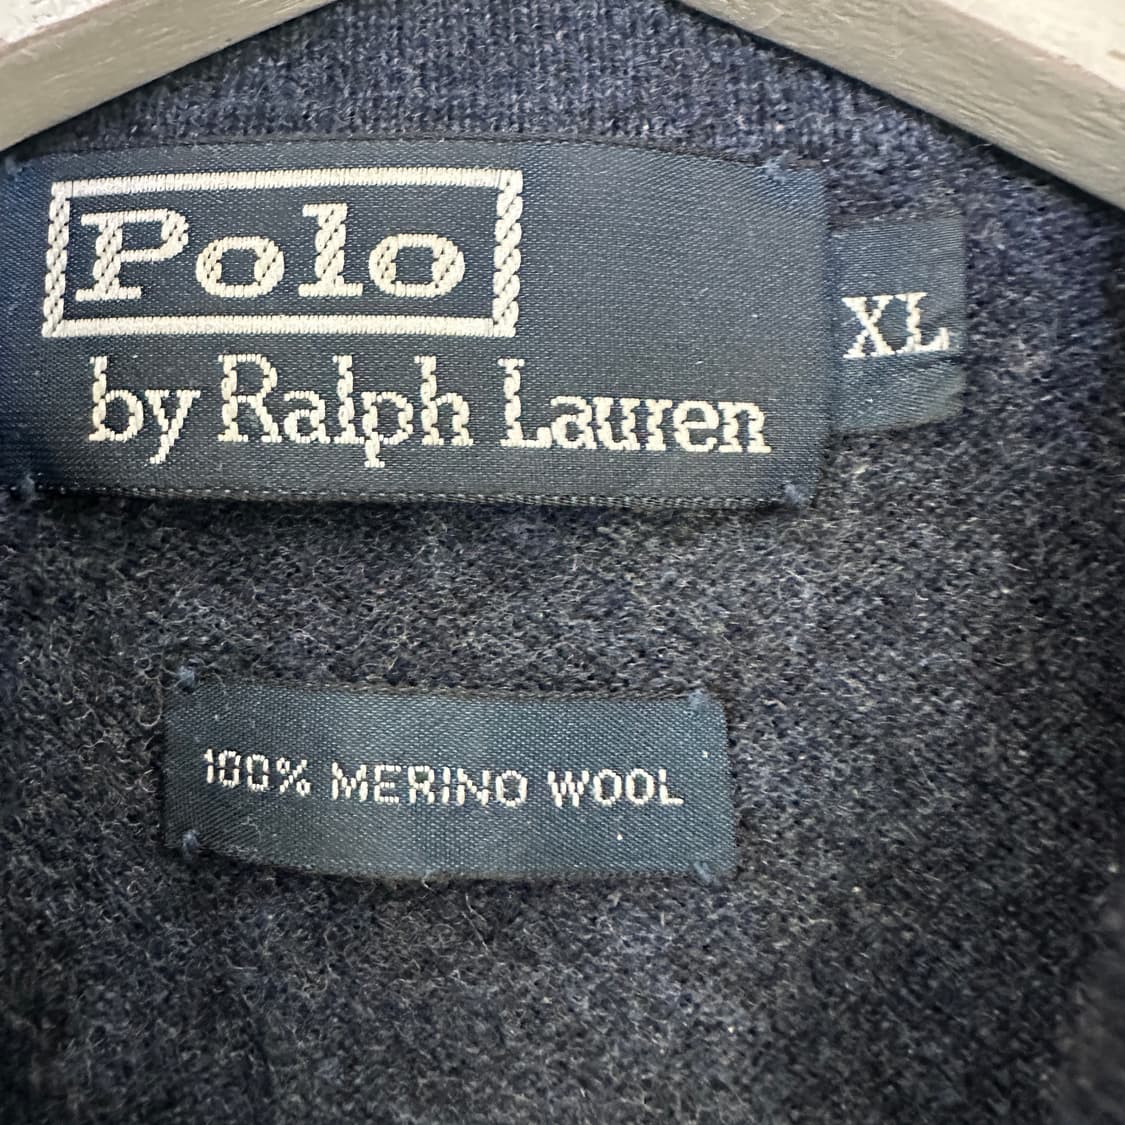 Polo
by Ralph Lauren
XL
100% MERINO WOOL